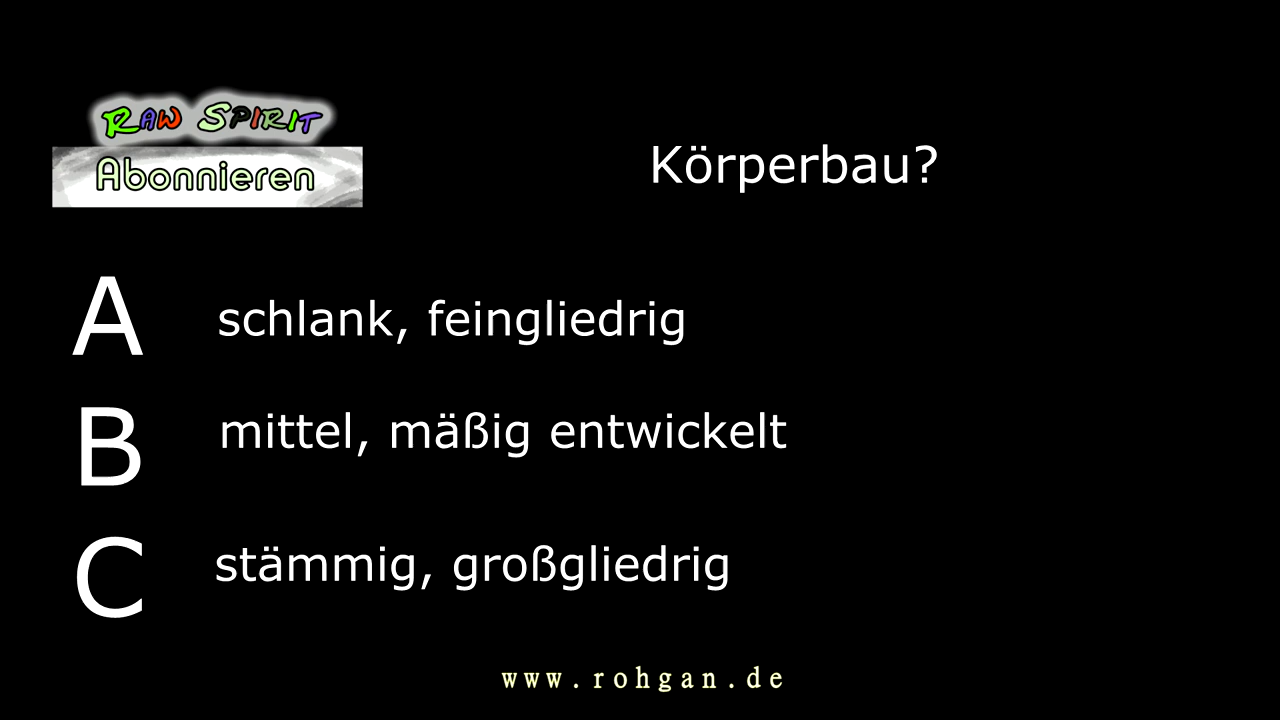 Raw Spirit
Abonnieren
Körperbau?
A schlank, feingliedrig
B mittel, mäßig entwickelt
C stämmig, großgliedrig
www.rohgan.de